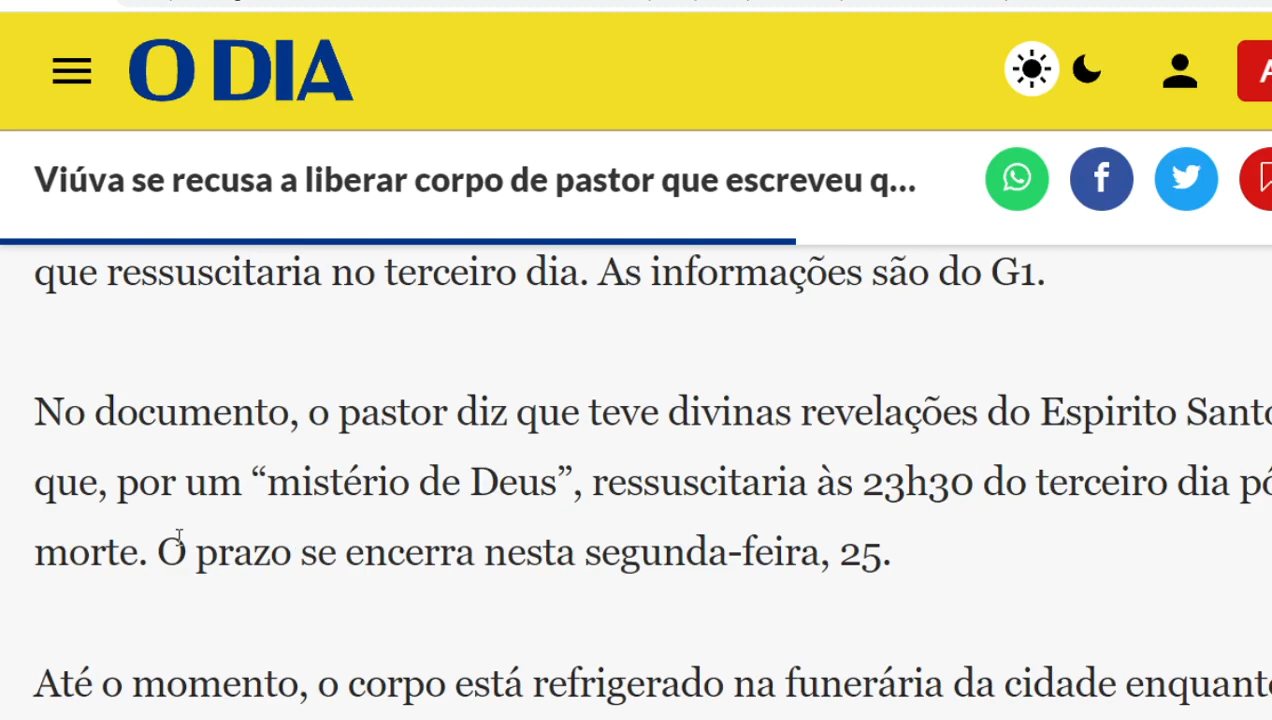 O DIA
Viúva se recusa a liberar corpo de pastor que escreveu q...
que ressuscitaria no terceiro dia. As informações são do G1.
No documento, o pastor diz que teve divinas revelações do Espirito Santo
que, por um “mistério de Deus”, ressuscitaria às 23h30 do terceiro dia
morte. O prazo se encerra nesta segunda-feira, 25.
Até o momento, o corpo está refrigerado na funerária da cidade